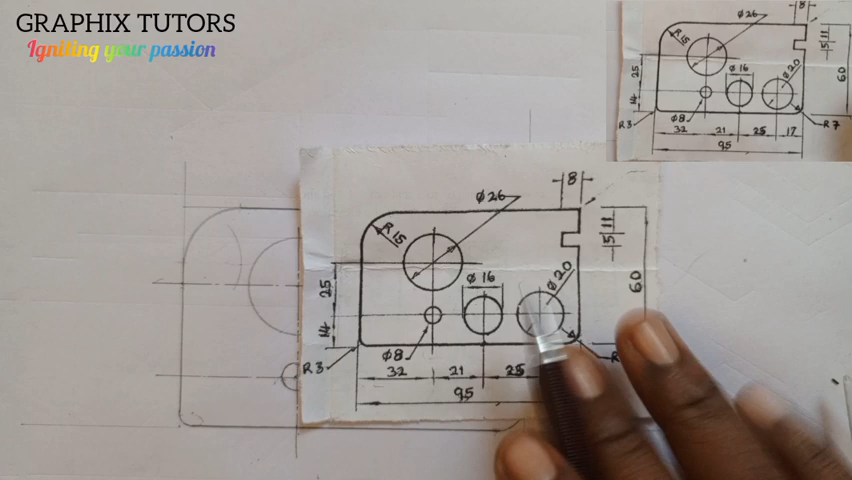 GRAPHIX TUTORS
Igniting your passion
8
Ø26
R15
11
5
Ø20
Ø16
60
25
14
Ø8
R3
R7
32
21
25
17
95
8
Ø26
R15
11
5
Ø20
Ø16
60
25
14
Ø8
R3
R
32
21
25
95